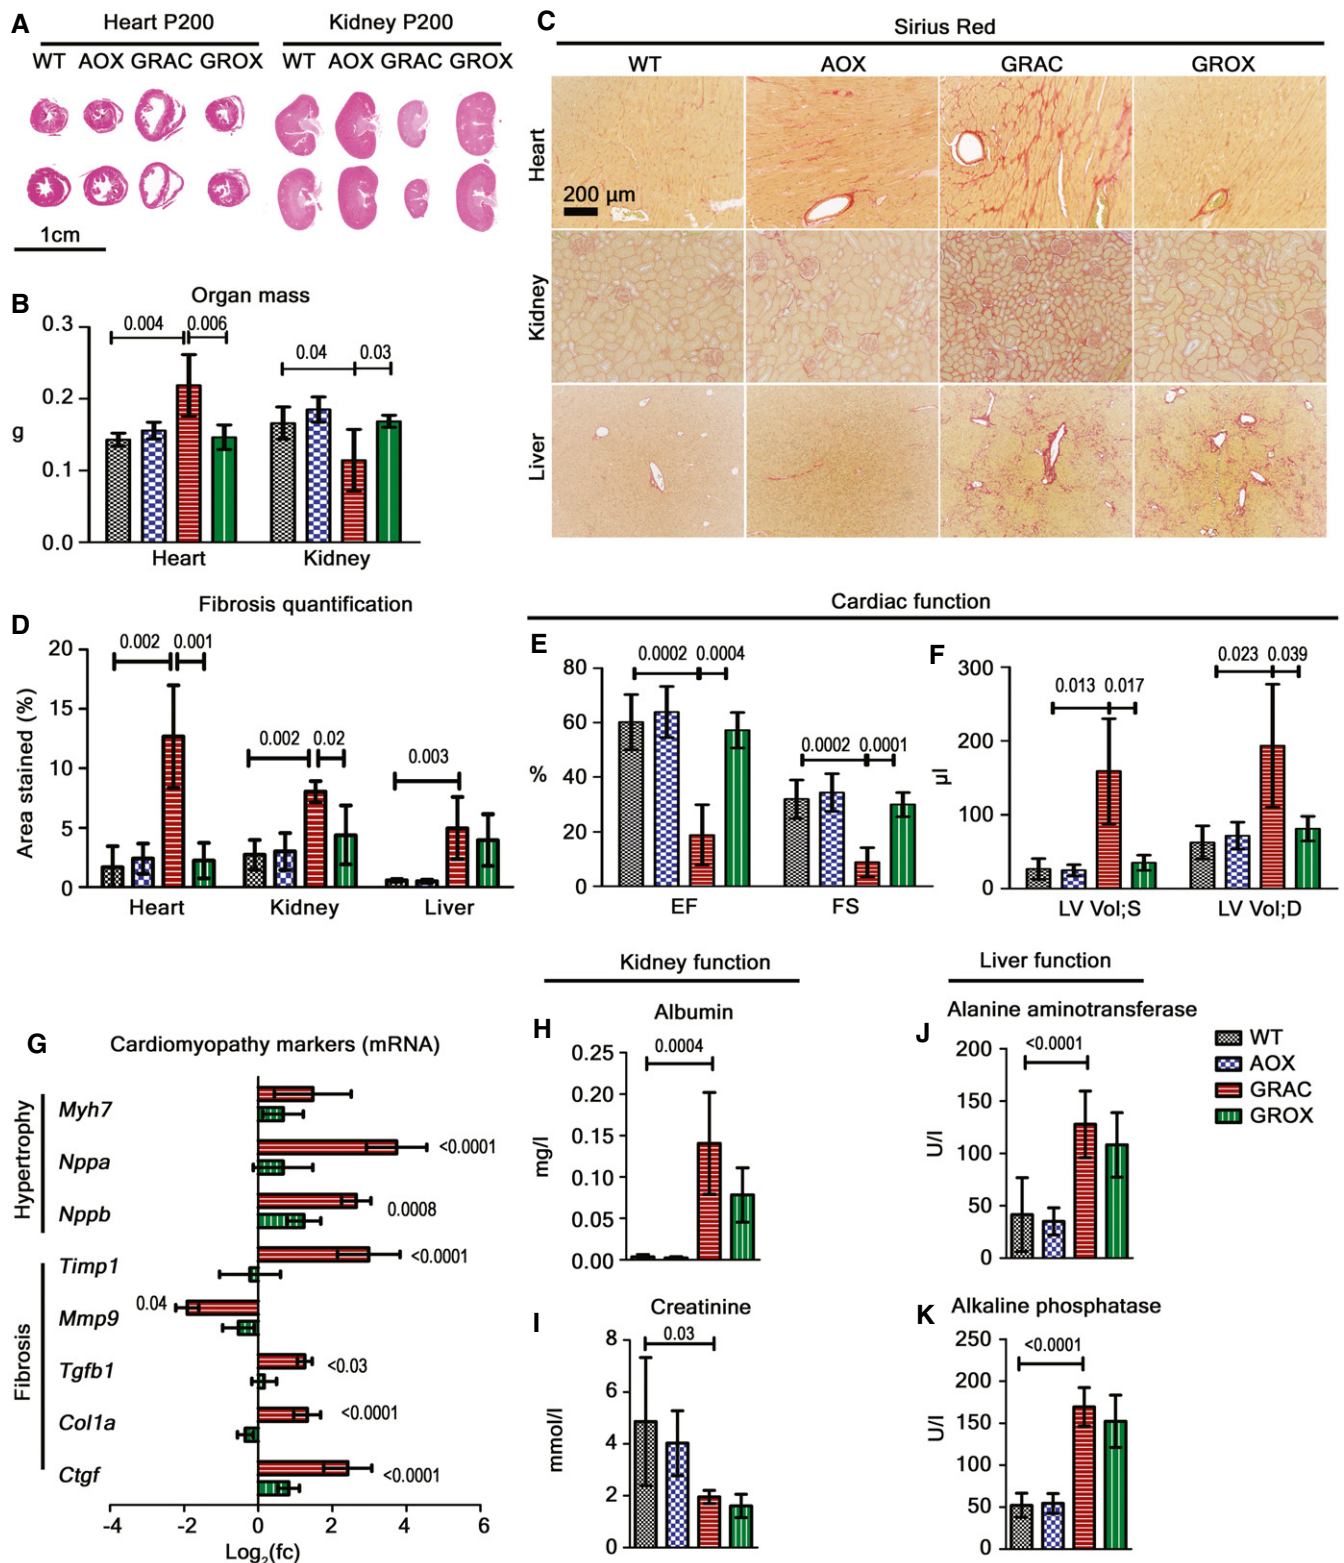 A
Heart P200
Kidney P200
WT AOX GRAC GROX
WT AOX GRAC GROX
1cm
B
Organ mass
0.004
0.006
0.04
0.03
0.3
0.2
g
0.1
0.0
Heart
Kidney
C
Sirius Red
WT
AOX
GRAC
GROX
Heart
200 µm
Kidney
Liver
D
Fibrosis quantification
0.002
0.001
0.002
0.02
0.003
Area stained (%)
20
15
10
5
0
Heart
Kidney
Liver
Cardiac function
E
0.0002
0.0004
0.0002
0.0001
%
80
60
40
20
0
EF
FS
F
0.013
0.017
0.023
0.039
µl
300
200
100
0
LV Vol;S
LV Vol;D
G
Cardiomyopathy markers (mRNA)
Hypertrophy
Myh7
Nppa
<0.0001
Nppb
0.0008
Fibrosis
Timp1
<0.0001
Mmp9
0.04
Tgfb1
<0.03
Col1a
<0.0001
Ctgf
<0.0001
-4
-2
0
2
4
6
Log2(fc)
Kidney function
H
Albumin
0.0004
mg/l
0.25
0.20
0.15
0.10
0.05
0.00
I
Creatinine
0.03
mmol/l
8
6
4
2
0
Liver function
J
Alanine aminotransferase
<0.0001
U/l
200
150
100
50
0
WT
AOX
GRAC
GROX
K
Alkaline phosphatase
<0.0001
U/l
250
200
150
100
50
0